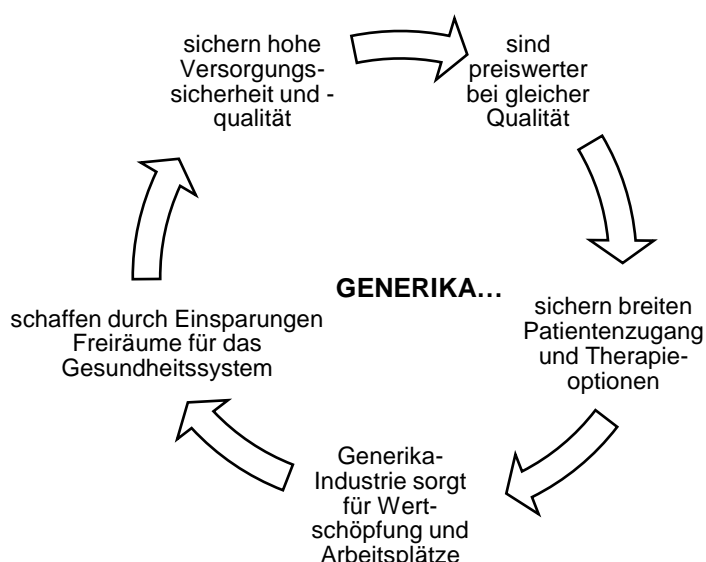 sichern hohe
Versorgungs-
sicherheit und -
qualität
sind
preiswerter
bei gleicher
Qualität
GENERIKA...
sichern breiten
Patientenzugang
und Therapie-
optionen
schaffen durch Einsparungen
Freiräume für das
Gesundheitssystem
Generika-
Industrie sorgt
für Wert-
schöpfung und
Arbeitsplätze